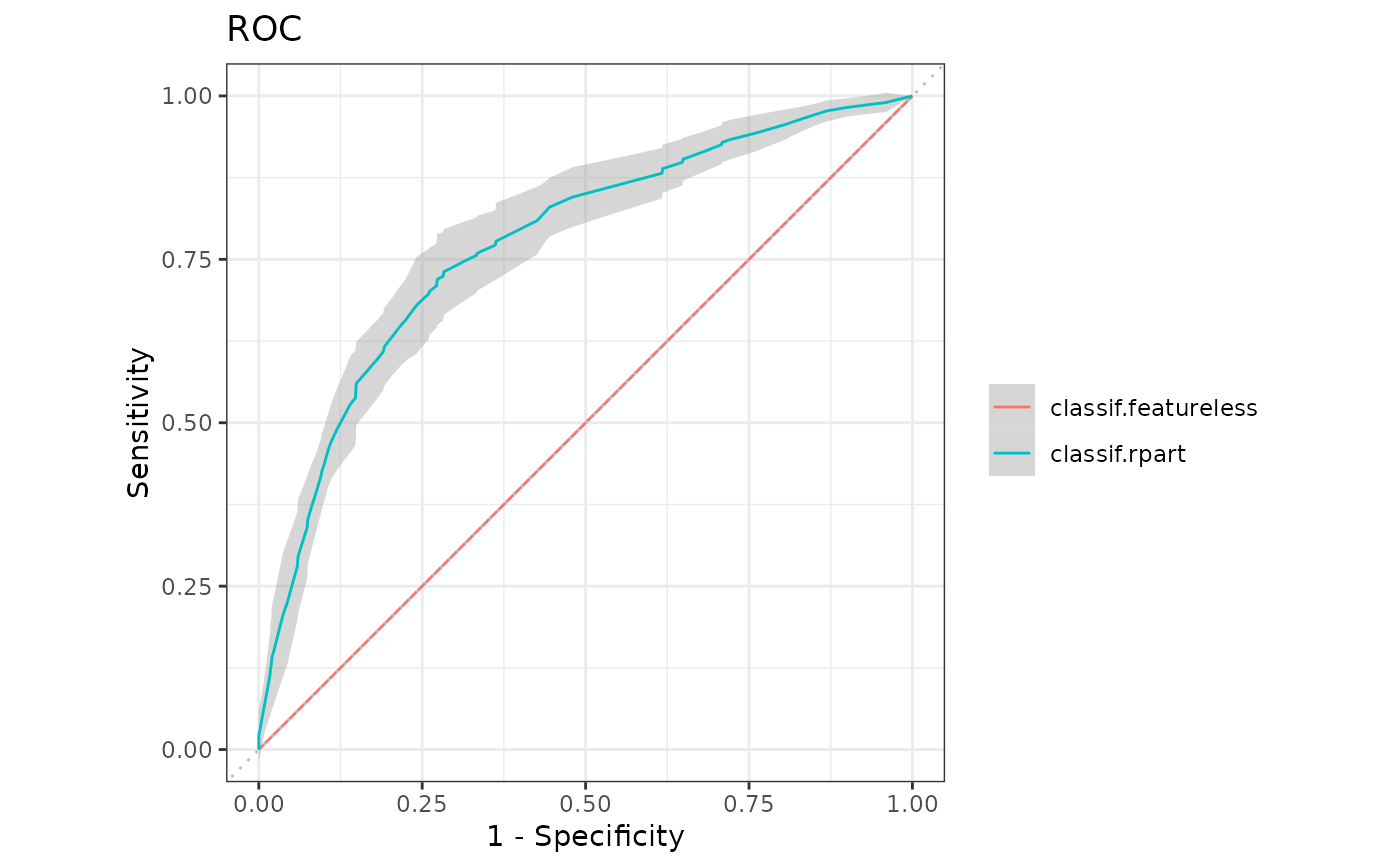 ROC
1.00
0.75
0.50
0.25
0.00
Sensitivity
0.00 0.25 0.50 0.75 1.00
1 - Specificity
classif.featureless
classif.rpart